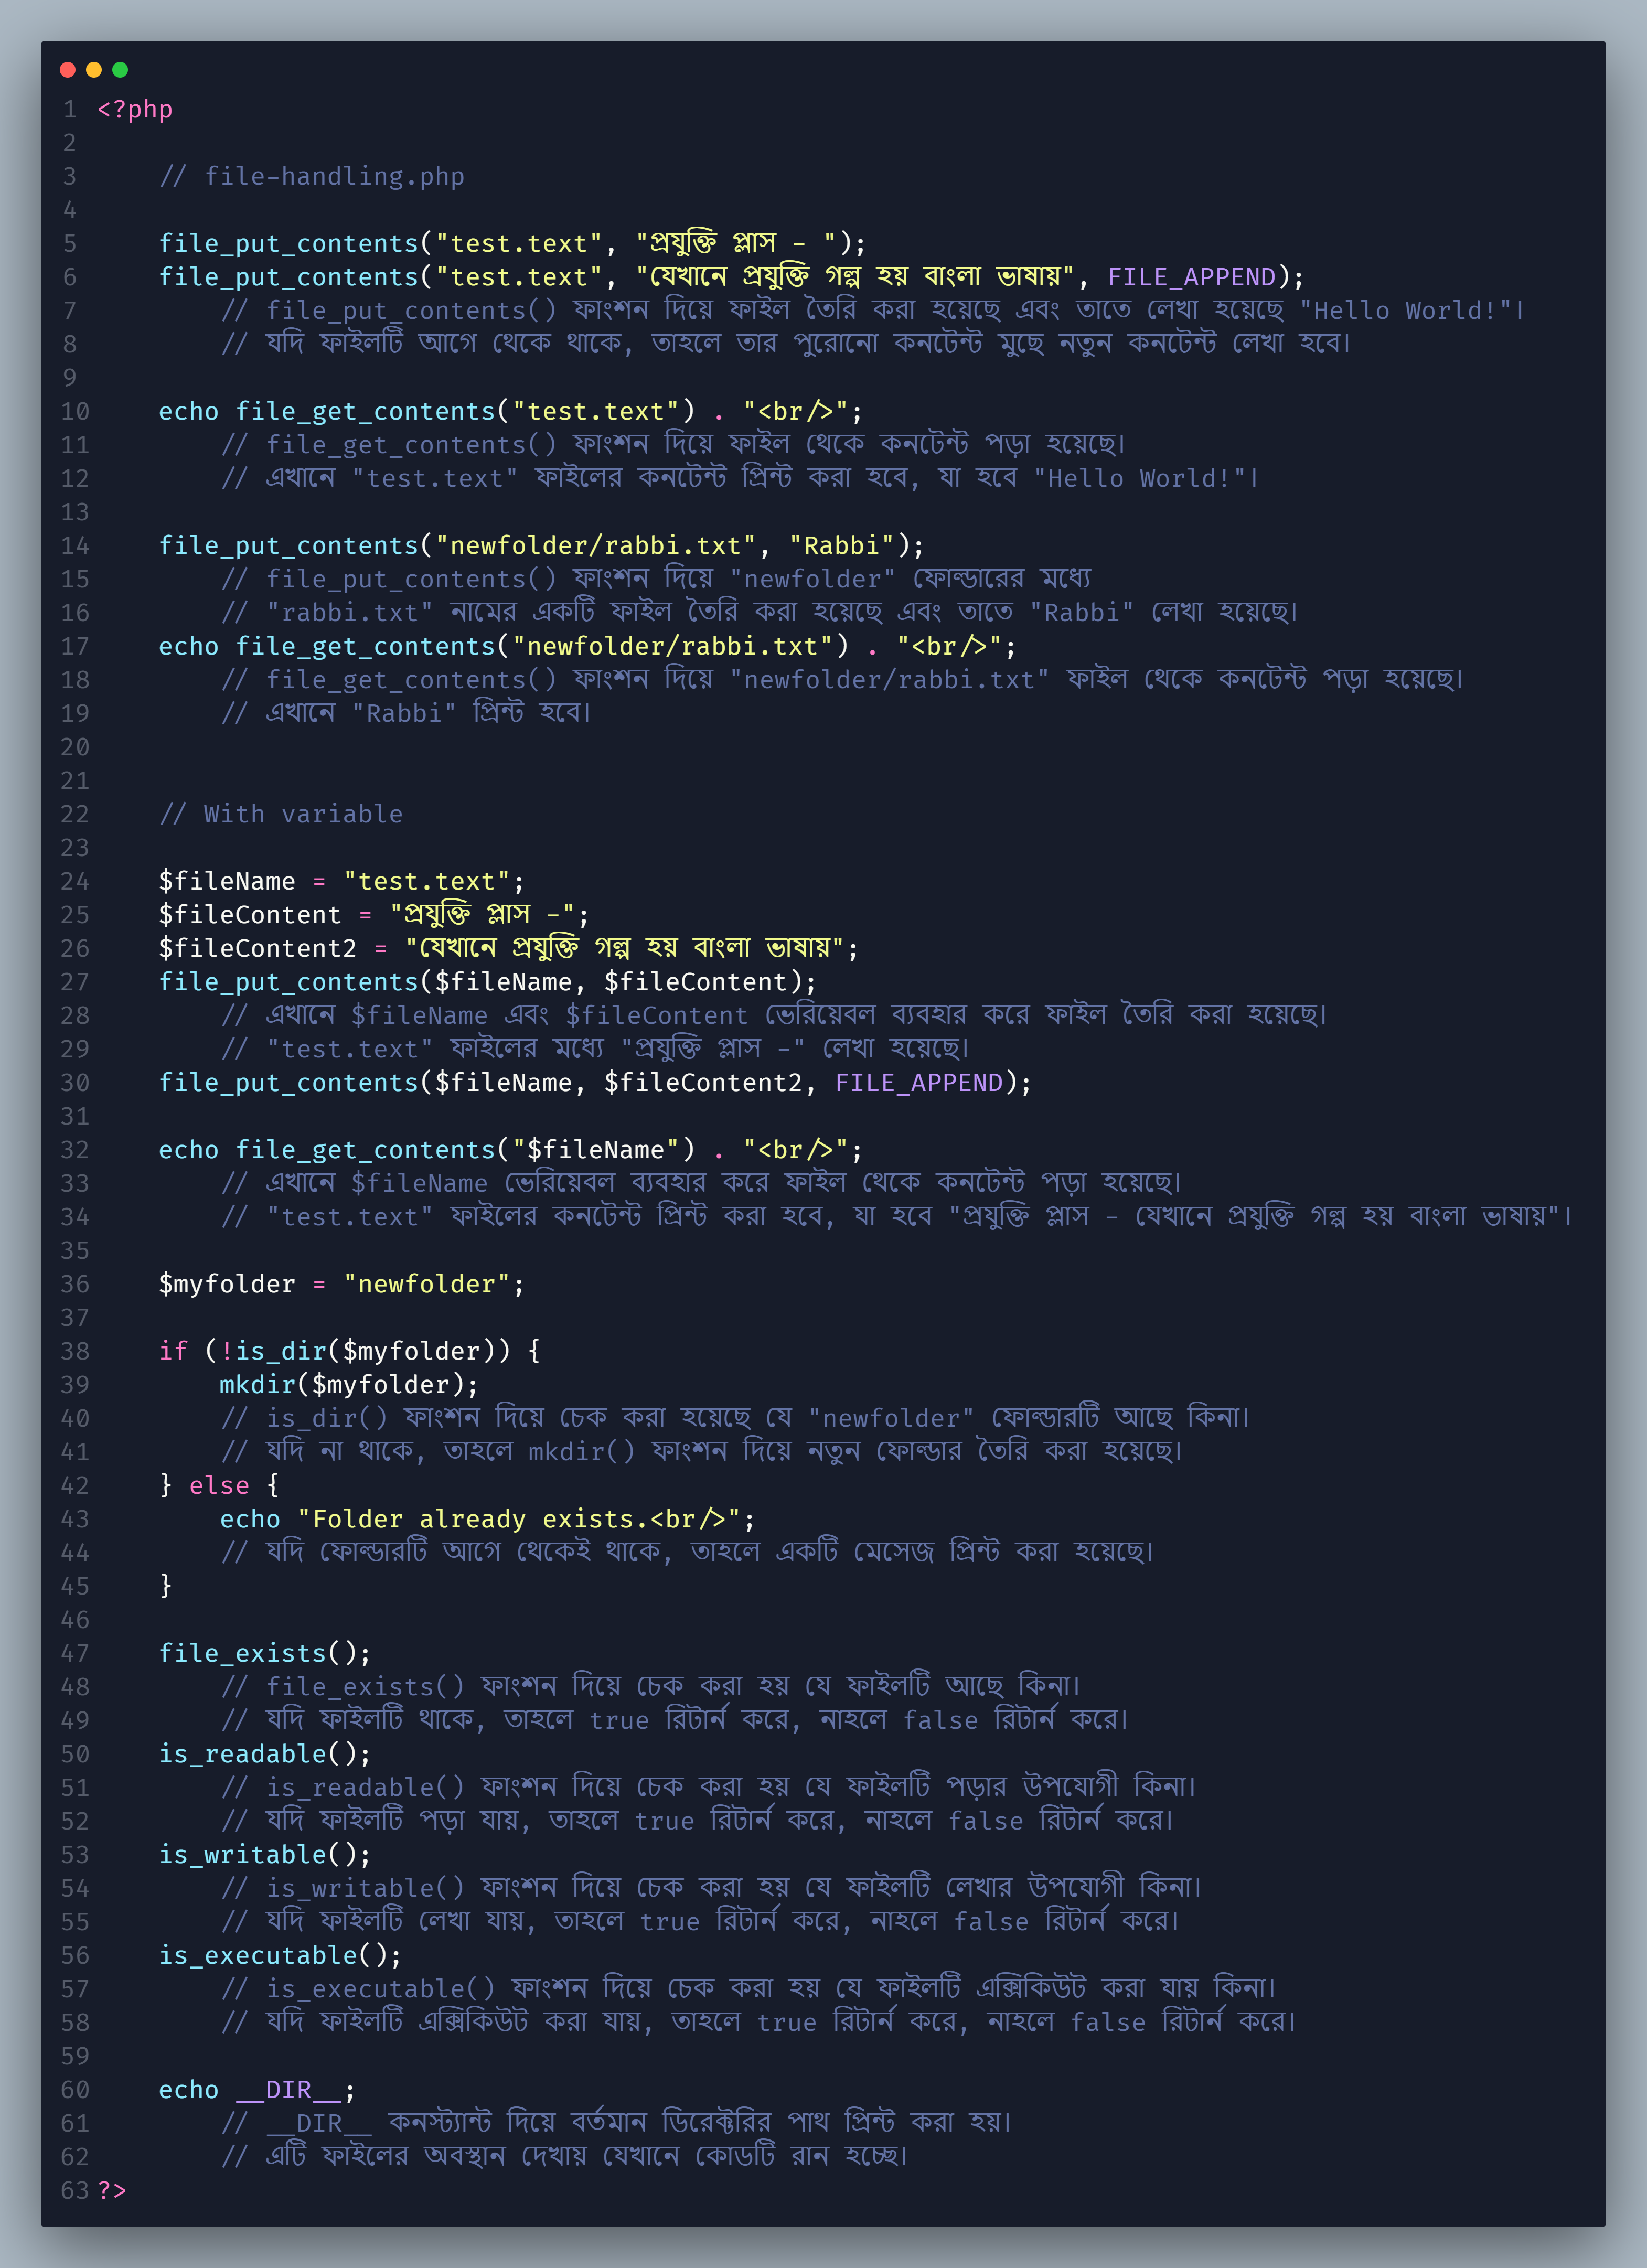 1 <?php
2
3     // file-handling.php
4
5     file_put_contents("test.text", "প্রযুক্তি প্লাস - ");
6     file_put_contents("test.text", "যেখানে প্রযুক্তি গল্প হয় বাংলা ভাষায়", FILE_APPEND);
7         // file_put_contents() ফাংশন দিয়ে ফাইল তৈরি করা হয়েছে এবং তাতে লেখা হয়েছে "Hello World!"।
8         // যদি ফাইলটি আগে থেকে থাকে, তাহলে তার পুরোনো কনটেন্ট মুছে নতুন কনটেন্ট লেখা হবে।
9
10     echo file_get_contents("test.text") . "<br/>";
11         // file_get_contents() ফাংশন দিয়ে ফাইল থেকে কনটেন্ট পড়া হয়েছে।
12         // এখানে "test.text" ফাইলের কনটেন্ট প্রিন্ট করা হবে, যা হবে "Hello World!"।
13
14     file_put_contents("newfolder/rabbi.txt", "Rabbi");
15         // file_put_contents() ফাংশন দিয়ে "newfolder" ফোল্ডারের মধ্যে
16         // "rabbi.txt" নামের একটি ফাইল তৈরি করা হয়েছে এবং তাতে "Rabbi" লেখা হয়েছে।
17     echo file_get_contents("newfolder/rabbi.txt") . "<br/>";
18         // file_get_contents() ফাংশন দিয়ে "newfolder/rabbi.txt" ফাইল থেকে কনটেন্ট পড়া হয়েছে।
19         // এখানে "Rabbi" প্রিন্ট হবে।
20
21
22     // With variable
23
24     $fileName = "test.text";
25     $fileContent = "প্রযুক্তি প্লাস -";
26     $fileContent2 = "যেখানে প্রযুক্তি গল্প হয় বাংলা ভাষায়";
27     file_put_contents($fileName, $fileContent);
28         // এখানে $fileName এবং $fileContent ভেরিয়েবল ব্যবহার করে ফাইল তৈরি করা হয়েছে।
29         // "test.text" ফাইলের মধ্যে "প্রযুক্তি প্লাস -" লেখা হয়েছে।
30     file_put_contents($fileName, $fileContent2, FILE_APPEND);
31
32     echo file_get_contents("$fileName") . "<br/>";
33         // এখানে $fileName ভেরিয়েবল ব্যবহার করে ফাইল থেকে কনটেন্ট পড়া হয়েছে।
34         // "test.text" ফাইলের কনটেন্ট প্রিন্ট করা হবে, যা হবে "প্রযুক্তি প্লাস - যেখানে প্রযুক্তি গল্প হয় বাংলা ভাষায়"।
35
36     $myfolder = "newfolder";
37
38     if (!is_dir($myfolder)) {
39         mkdir($myfolder);
40         // is_dir() ফাংশন দিয়ে চেক করা হয়েছে যে "newfolder" ফোল্ডারটি আছে কিনা।
41         // যদি না থাকে, তাহলে mkdir() ফাংশন দিয়ে নতুন ফোল্ডার তৈরি করা হয়েছে।
42     } else {
43         echo "Folder already exists.<br/>";
44         // যদি ফোল্ডারটি আগে থেকেই থাকে, তাহলে একটি মেসেজ প্রিন্ট করা হয়েছে।
45     }
46
47     file_exists();
48         // file_exists() ফাংশন দিয়ে চেক করা হয় যে ফাইলটি আছে কিনা।
49         // যদি ফাইলটি থাকে, তাহলে true রিটার্ন করে, নাহলে false রিটার্ন করে।
50     is_readable();
51         // is_readable() ফাংশন দিয়ে চেক করা হয় যে ফাইলটি পড়ার উপযোগী কিনা।
52         // যদি ফাইলটি পড়া যায়, তাহলে true রিটার্ন করে, নাহলে false রিটার্ন করে।
53     is_writable();
54         // is_writable() ফাংশন দিয়ে চেক করা হয় যে ফাইলটি লেখার উপযোগী কিনা।
55         // যদি ফাইলটি লেখা যায়, তাহলে true রিটার্ন করে, নাহলে false রিটার্ন করে।
56     is_executable();
57         // is_executable() ফাংশন দিয়ে চেক করা হয় যে ফাইলটি এক্সিকিউট করা যায় কিনা।
58         // যদি ফাইলটি এক্সিকিউট করা যায়, তাহলে true রিটার্ন করে, নাহলে false রিটার্ন করে।
59
60     echo __DIR__;
61         // __DIR__ কনস্ট্যান্ট দিয়ে বর্তমান ডিরেক্টরির পাথ প্রিন্ট করা হয়।
62         // এটি ফাইলের অবস্থান দেখায় যেখানে কোডটি রান হচ্ছে।
63 ?>